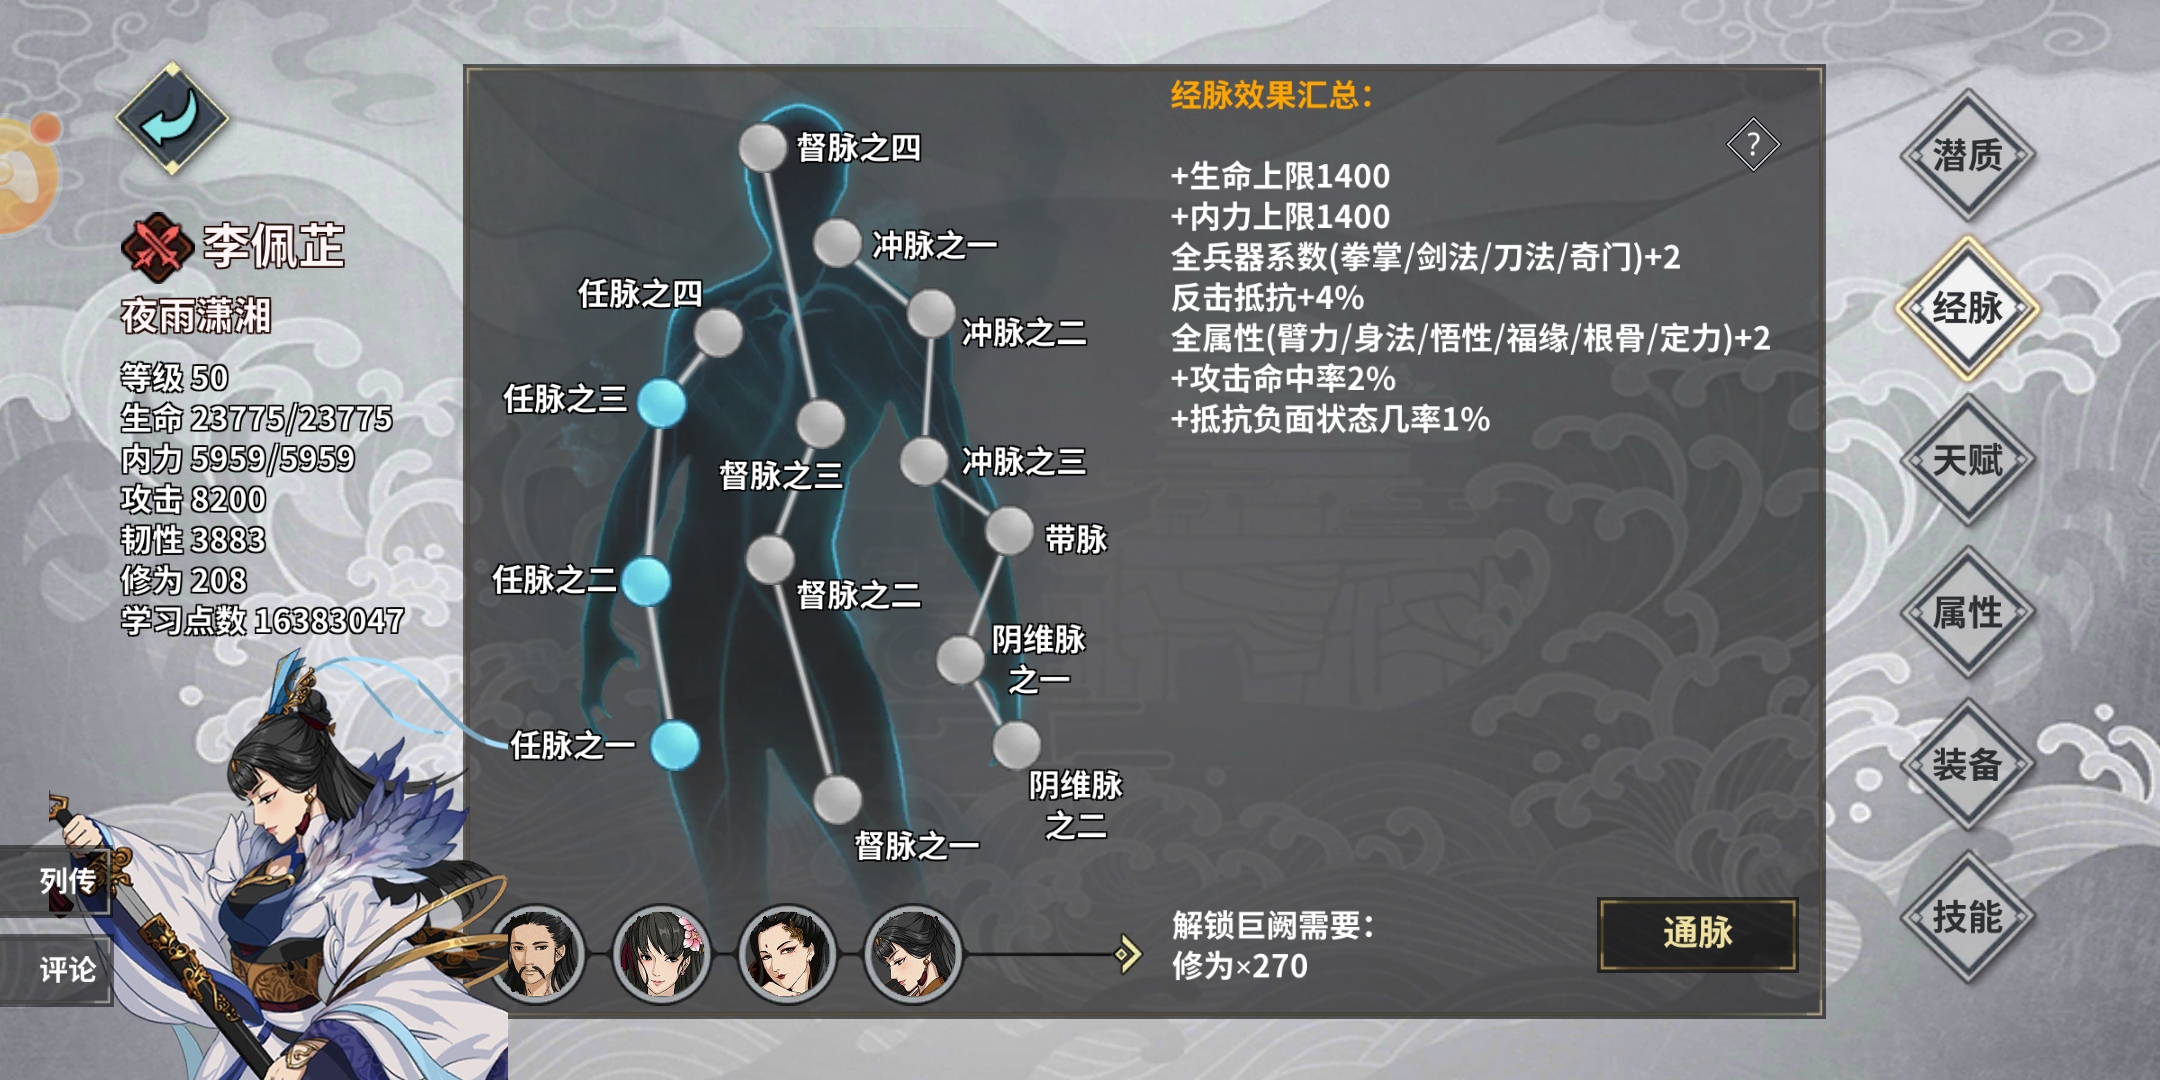 李佩芷
夜雨潇湘
等级 50
生命 23775/23775
内力 5959/5959
攻击 8200
韧性 3883
修为 208
学习点数 16383047
列传
评论
督脉之四
冲脉之一
任脉之四
冲脉之二
任脉之三
督脉之三
冲脉之三
带脉
任脉之二
督脉之二
阴维脉
之一
任脉之一
阴维脉
之二
督脉之一
经脉效果汇总：
?
+生命上限1400
+内力上限1400
全兵器系数(拳掌/剑法/刀法/奇门)+2
反击抵抗+4%
全属性(臂力/身法/悟性/福缘/根骨/定力)+2
+攻击命中率2%
+抵抗负面状态几率1%
解锁巨阙需要：
修为×270
通脉
潜质
经脉
天赋
属性
装备
技能